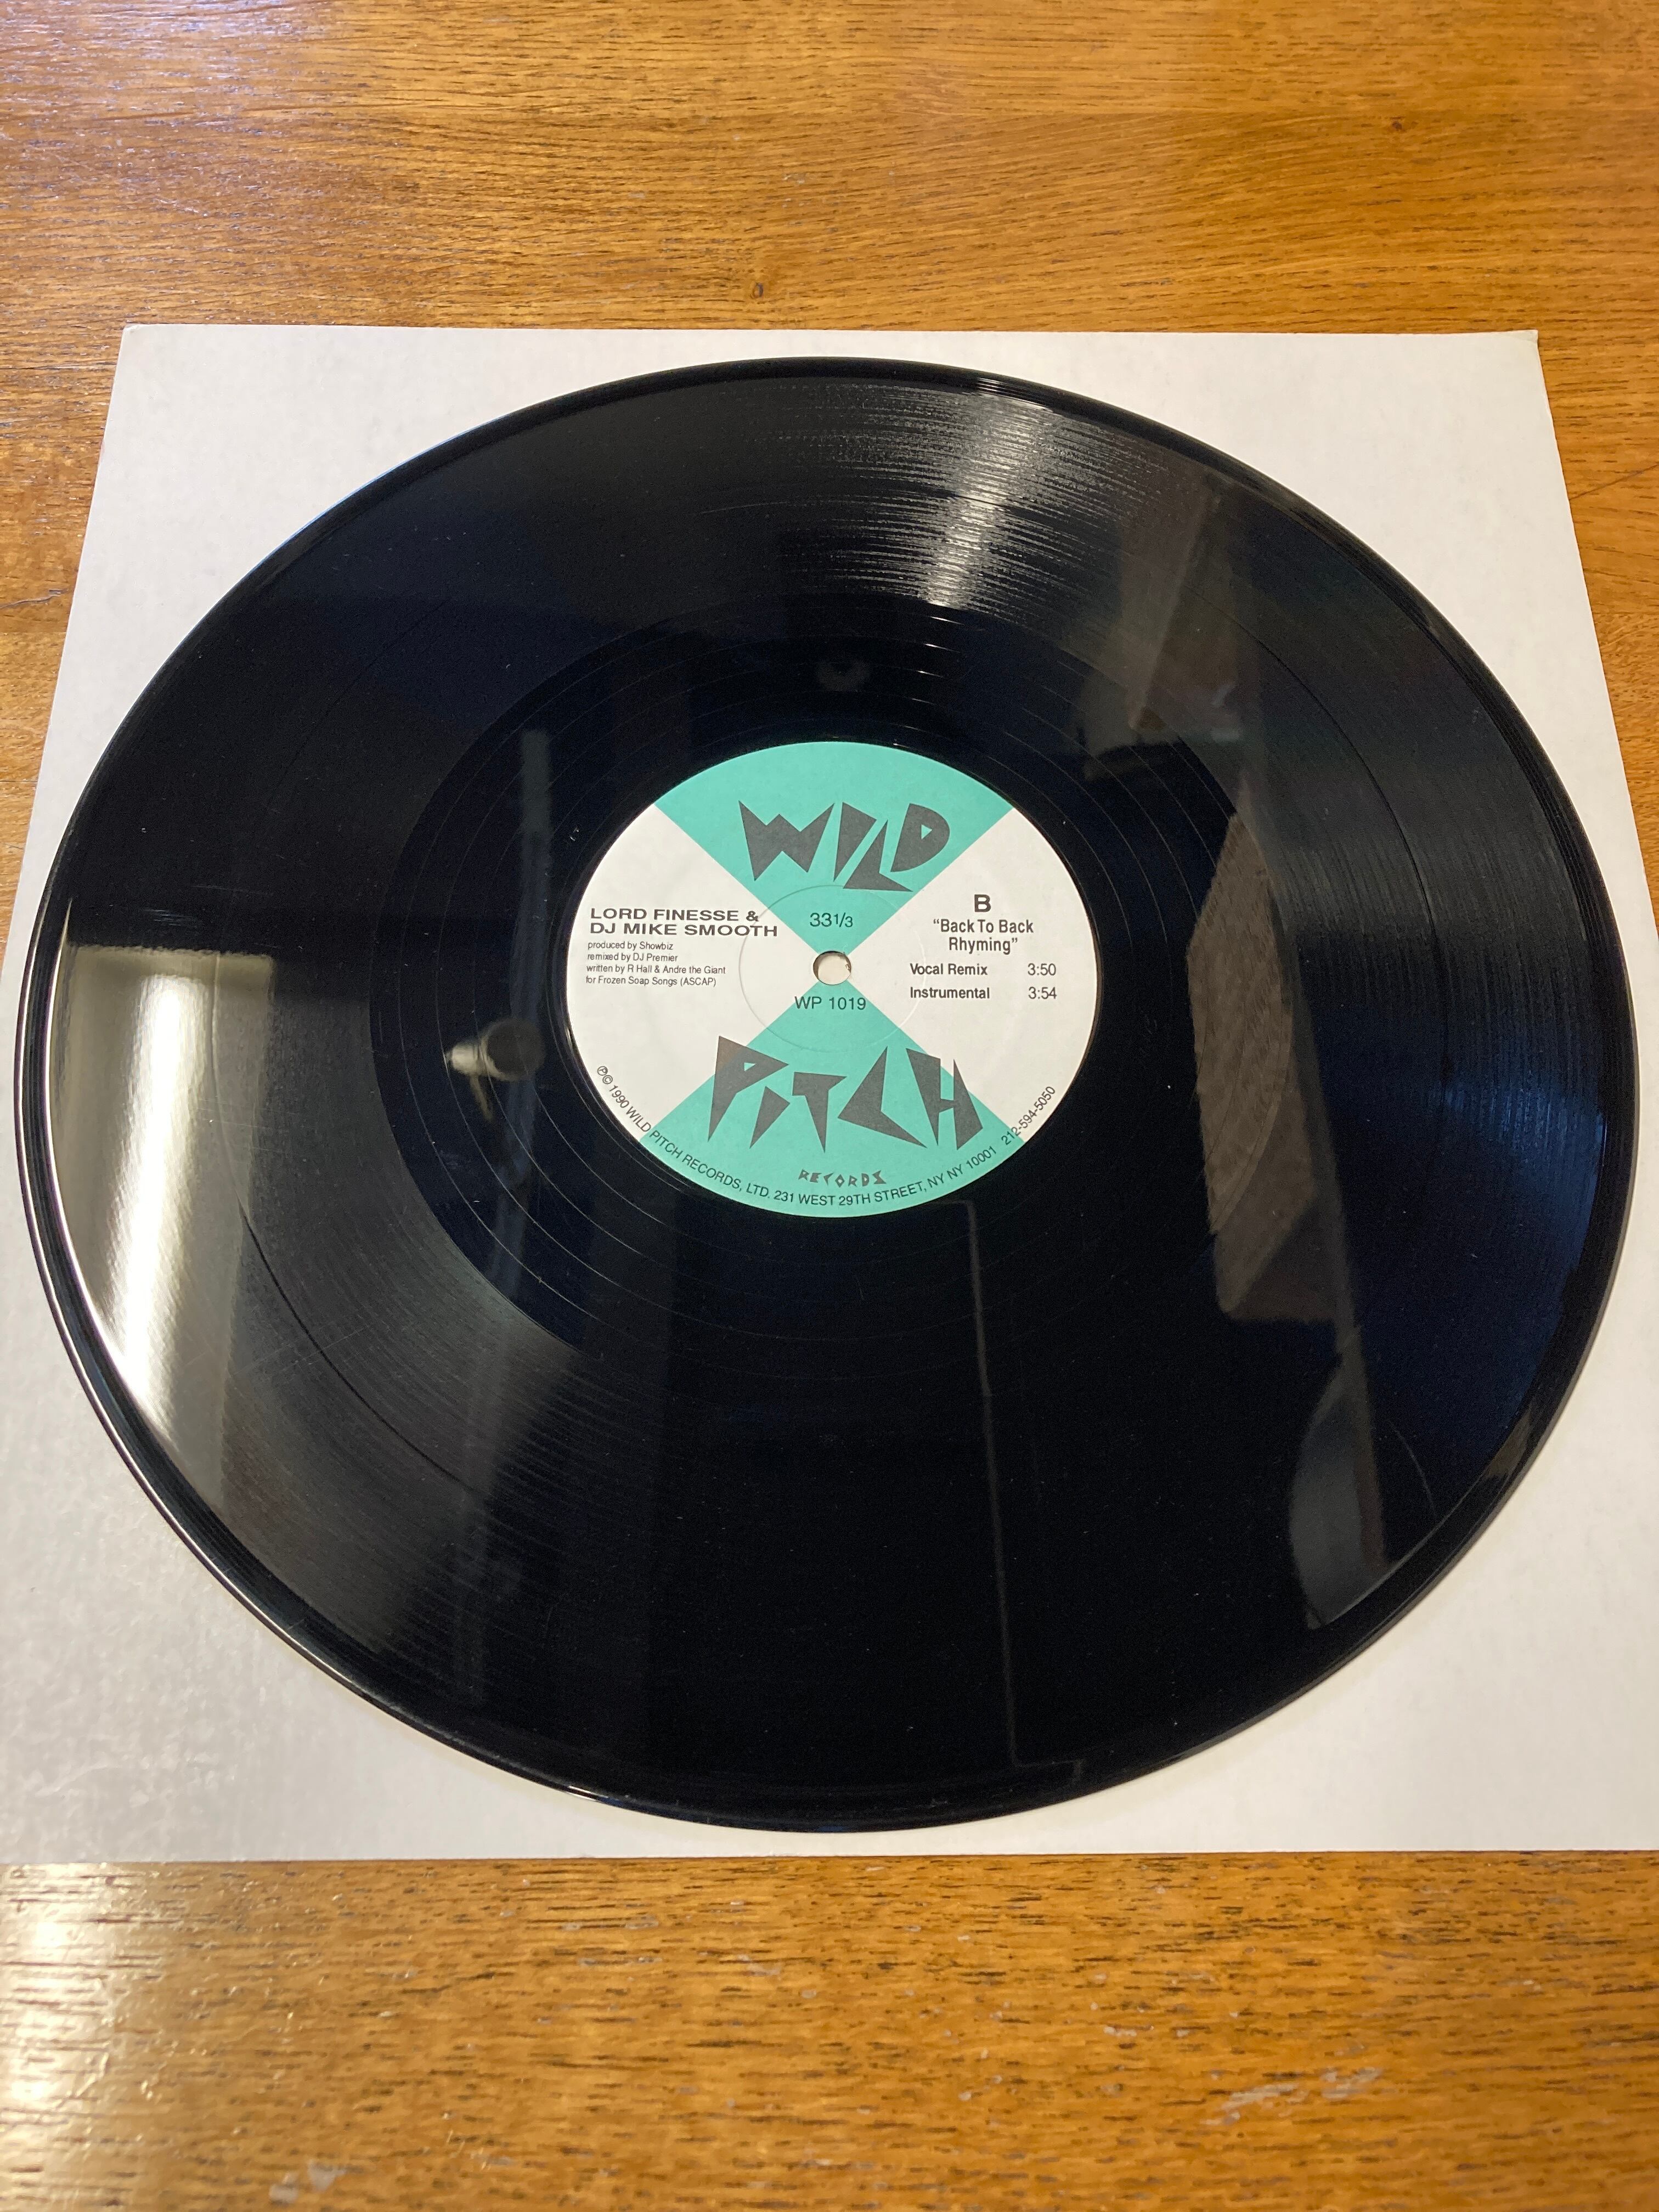 WILD
33 1/3
LORD FINESSE &
DJ MIKE SMOOTH
produced by Showbiz
remixed by DJ Premier
written by R Hall & Andre the Giant
for Frozen Soap Songs (ASCAP)
B
“Back To Back
Rhyming”
Vocal Remix 3:50
Instrumental 3:54
WP 1019
PITCH
RECORDS
℗© 1990 WILD PITCH RECORDS, LTD. 231 WEST 29TH STREET, NY NY 10001 212-594-5050